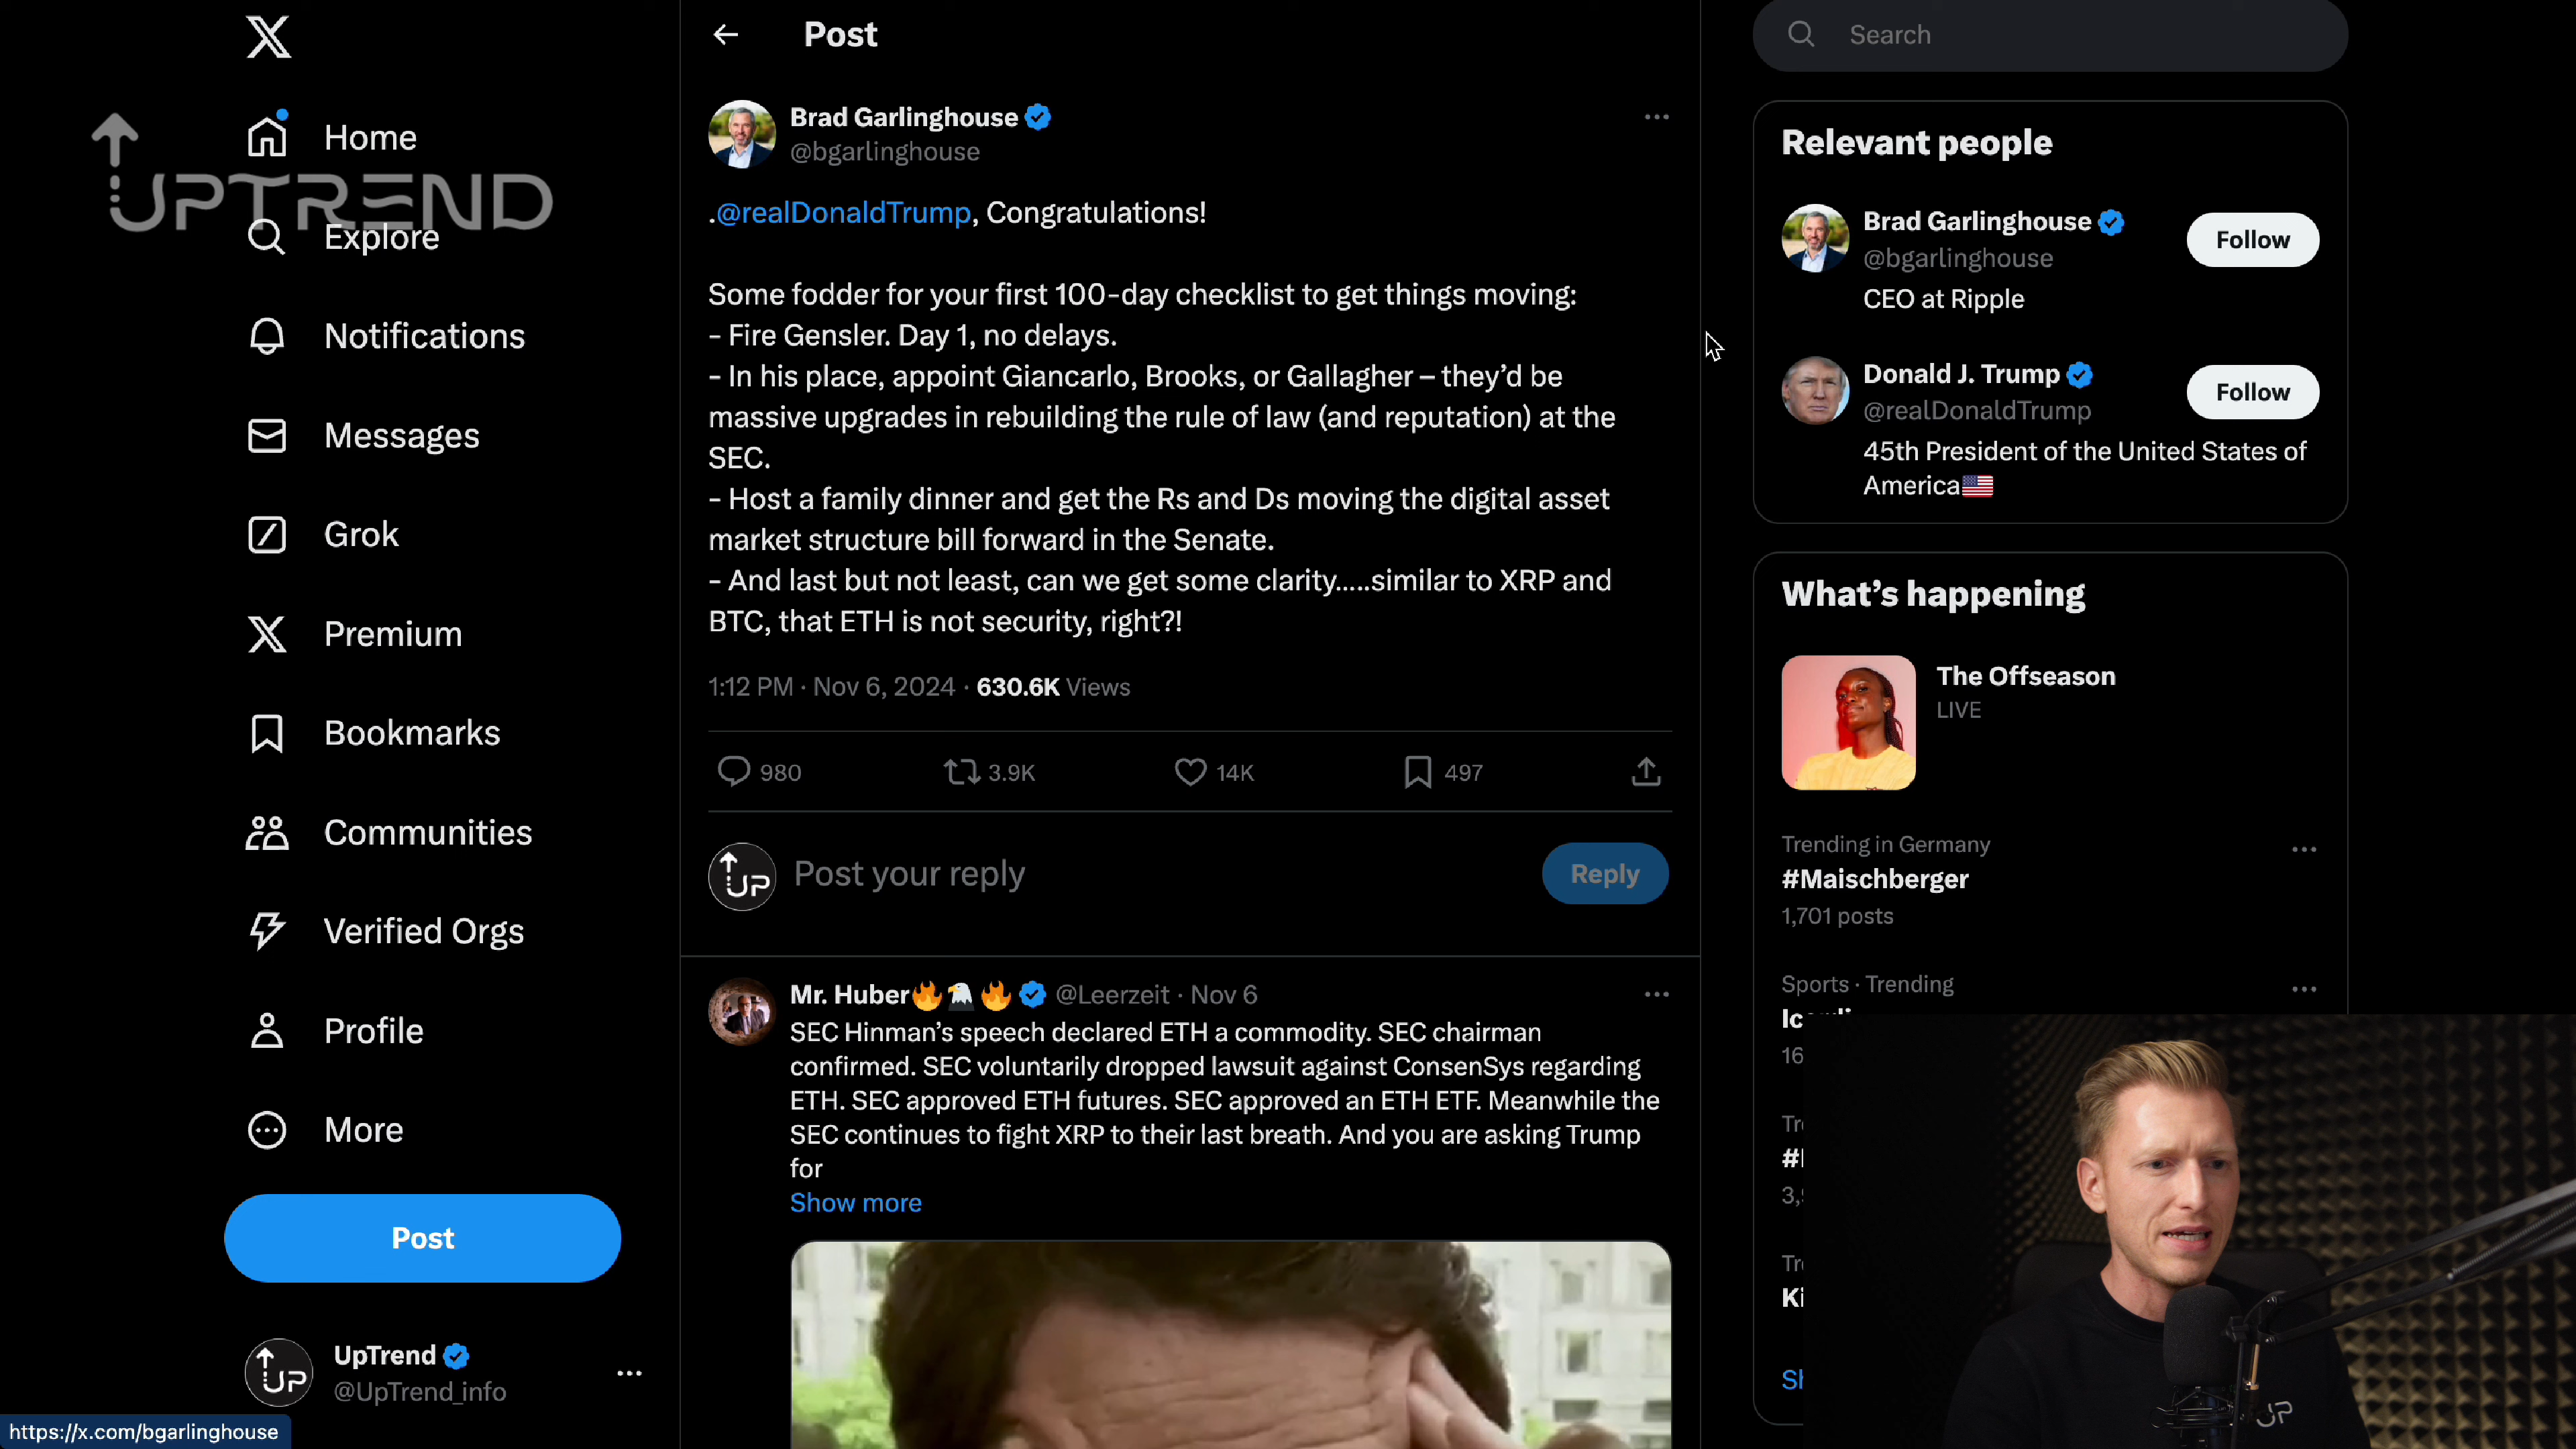 Home
UPTREND
Explore
Notifications
Messages
Grok
Premium
Bookmarks
Communities
Verified Orgs
Profile
More
Post
UpTrend
@UpTrend_info
https://x.com/bgarlinghouse
Post
Brad Garlinghouse
@bgarlinghouse
.@realDonaldTrump, Congratulations!
Some fodder for your first 100-day checklist to get things moving:
- Fire Gensler. Day 1, no delays.
- In his place, appoint Giancarlo, Brooks, or Gallagher – they'd be
massive upgrades in rebuilding the rule of law (and reputation) at the
SEC.
- Host a family dinner and get the Rs and Ds moving the digital asset
market structure bill forward in the Senate.
- And last but not least, can we get some clarity.....similar to XRP and
BTC, that ETH is not security, right?!
1:12 PM · Nov 6, 2024 · 630.6K Views
980 3.9K 14K 497
UP
Post your reply
Reply
Mr. Huber🔥🦅🔥 @Leerzeit · Nov 6
SEC Hinman's speech declared ETH a commodity. SEC chairman
confirmed. SEC voluntarily dropped lawsuit against ConsenSys regarding
ETH. SEC approved ETH futures. SEC approved an ETH ETF. Meanwhile the
SEC continues to fight XRP to their last breath. And you are asking Trump
for
Show more
Search
Relevant people
Brad Garlinghouse
@bgarlinghouse
Follow
CEO at Ripple
Donald J. Trump
@realDonaldTrump
Follow
45th President of the United States of
America🇺🇸
What's happening
The Offseason
LIVE
Trending in Germany
#Maischberger
1,701 posts
Sports · Trending
16
UP
UP